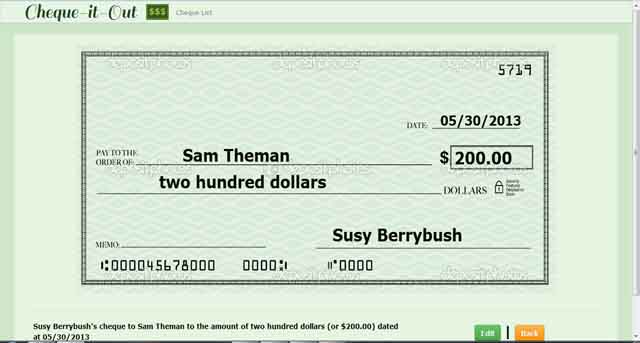 Cheque-it-Out $$$ Cheque List
5719
DATE: 05/30/2013
PAY TO THE
ORDER OF: Sam Theman $ 200.00
two hundred dollars DOLLARS
Susy Berrybush
MEMO:
000045678000 0000 0000
Susy Berrybush's cheque to Sam Theman to the amount of two hundred dollars (or $200.00) dated
at 05/30/2013
Edit | Back